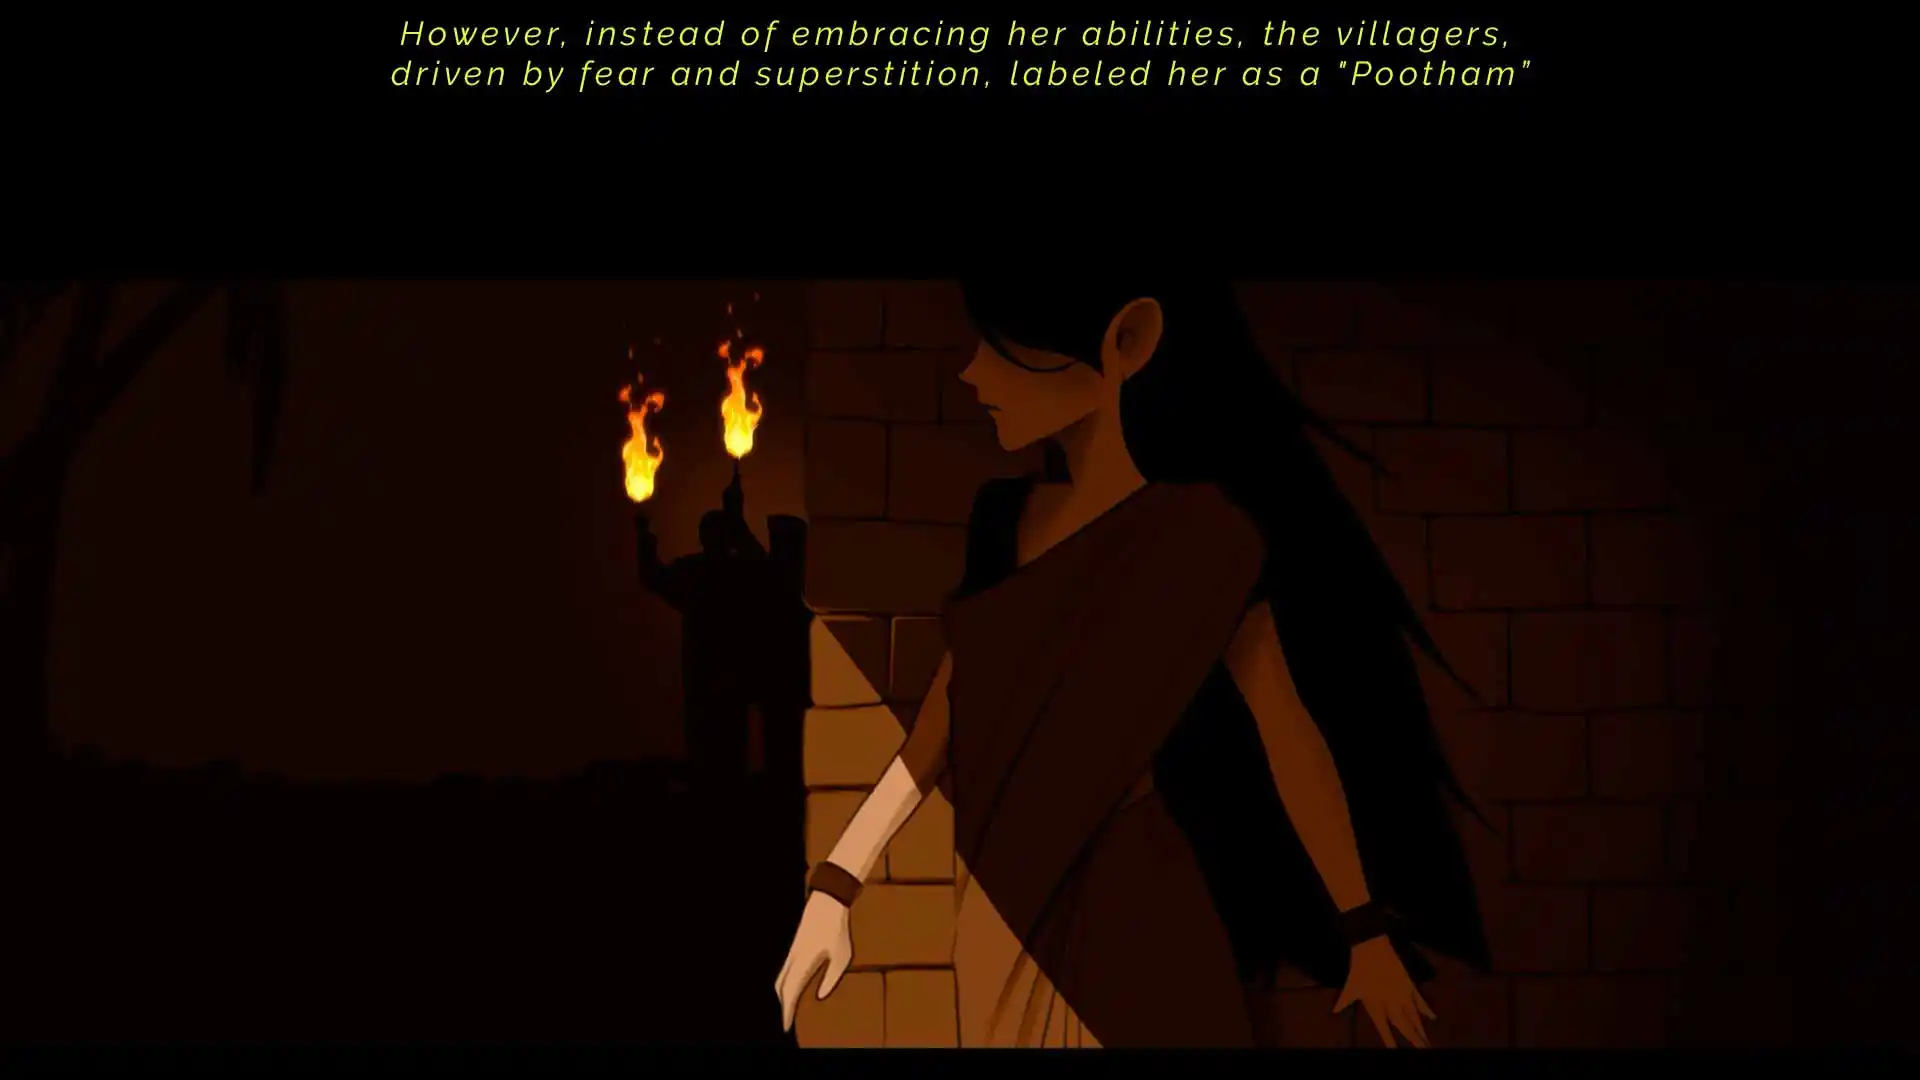 However, instead of embracing her abilities, the villagers,
driven by fear and superstition, labeled her as a "Pootham"